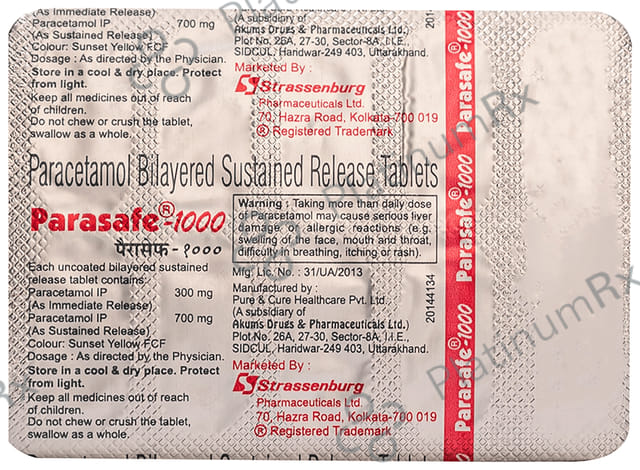 (As Immediate Release)
Paracetamol IP 700 mg
(As Sustained Release)
Colour: Sunset Yellow FCF
Dosage : As directed by the Physician.
Store in a cool & dry place. Protect
from light.
Keep all medicines out of reach
of children.
Do not chew or crush the tablet,
swallow as a whole.
(A subsidiary of
Akums Drugs & Pharmaceuticals Ltd.)
Plot No. 26A, 27-30, Sector-8A, I.I.E.,
SIDCUL, Haridwar-249 403, Uttarakhand.
Marketed By :
Strassenburg
Pharmaceuticals Ltd.
70, Hazra Road, Kolkata-700 019
® Registered Trademark
Paracetamol Bilayered Sustained Release Tablets
Parasafe®-1000
पैरासेफ - १०००
Warning : Taking more than daily dose
of Paracetamol may cause serious liver
damage or allergic reactions (e.g.
swelling of the face, mouth and throat,
difficulty in breathing, itching or rash).
Each uncoated bilayered sustained
release tablet contains:
Paracetamol IP 300 mg
(As Immediate Release)
Paracetamol IP 700 mg
(As Sustained Release)
Colour: Sunset Yellow FCF
Dosage : As directed by the Physician.
Store in a cool & dry place. Protect
from light.
Keep all medicines out of reach
of children.
Do not chew or crush the tablet,
swallow as a whole.
Mfg. Lic. No. : 31/UA/2013
Manufactured by :
Pure & Cure Healthcare Pvt. Ltd.
(A subsidiary of
Akums Drugs & Pharmaceuticals Ltd.)
Plot No. 26A, 27-30, Sector-8A, I.I.E.,
SIDCUL, Haridwar-249 403, Uttarakhand.
Marketed By :
Strassenburg
Pharmaceuticals Ltd.
70, Hazra Road, Kolkata-700 019
® Registered Trademark
20144134
Parasafe®-1000
Parasafe®-1000
Parasafe®-1000
Parasafe®-1000
PlatinumRx
PlatinumRx